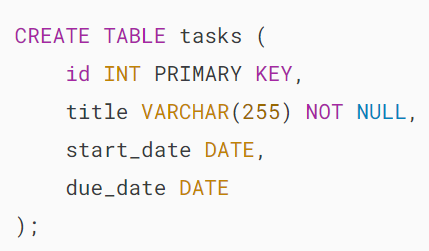 CREATE TABLE tasks (
    id INT PRIMARY KEY,
    title VARCHAR(255) NOT NULL,
    start_date DATE,
    due_date DATE
);